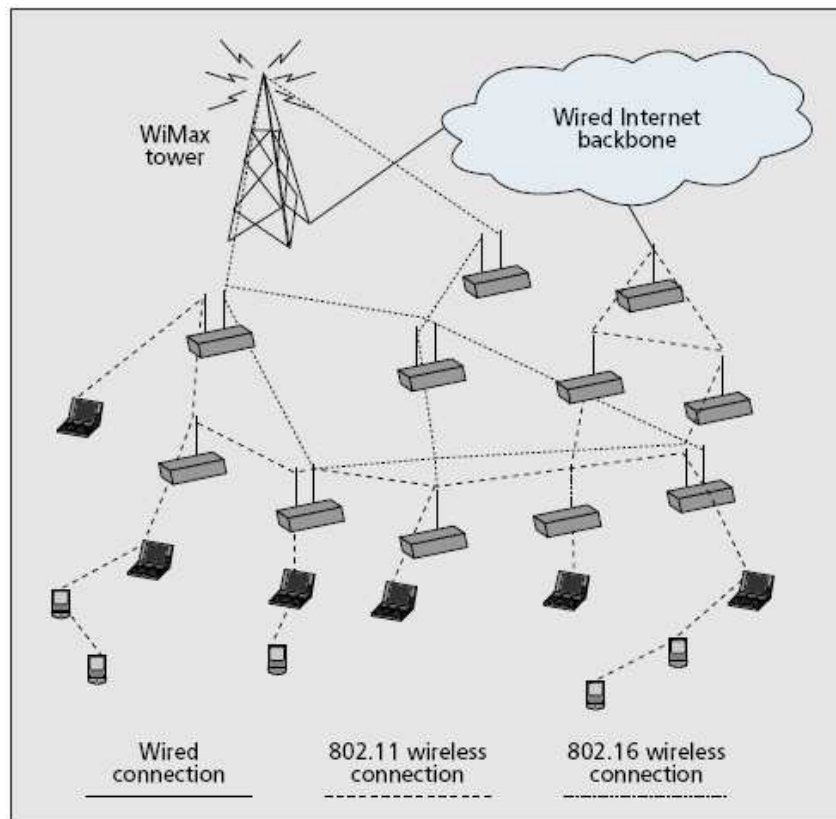 WiMax
tower
Wired Internet
backbone
Wired
connection
802.11 wireless
connection
802.16 wireless
connection